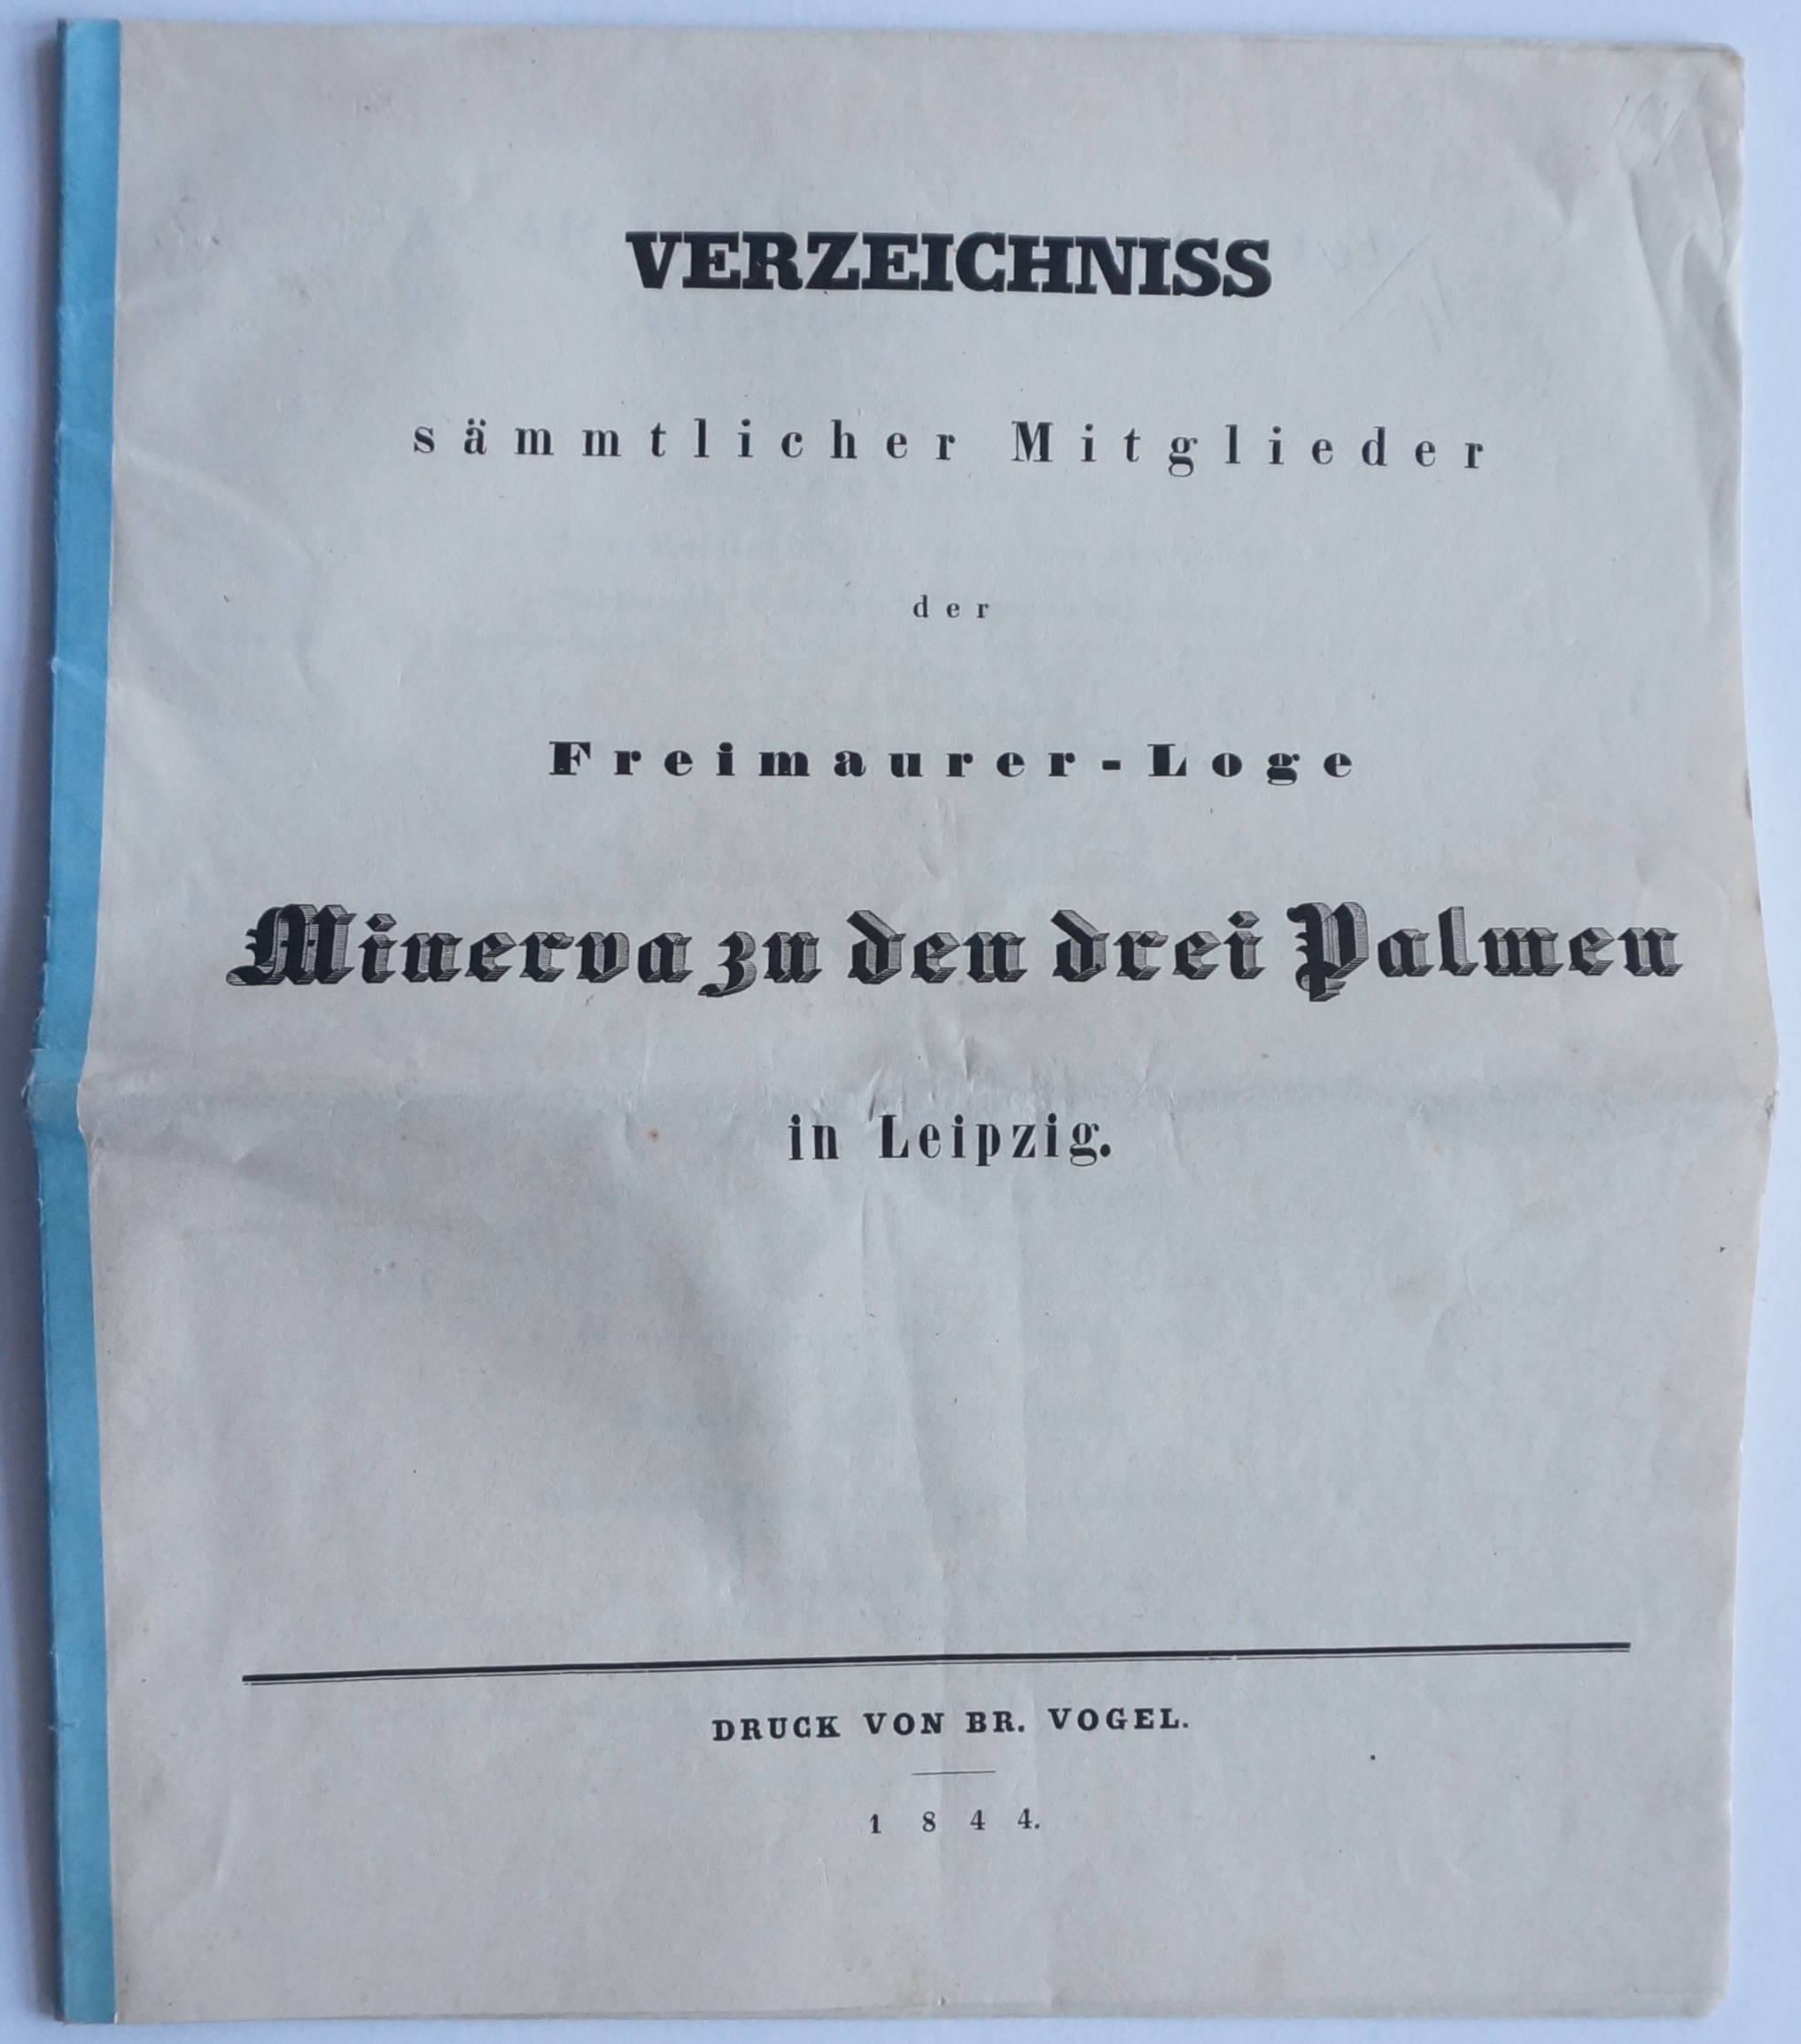 VERZEICHNISS
sämmtlicher Mitglieder
der
Freimaurer-Loge
Minerva zu den drei Palmen
in Leipzig.
DRUCK VON BR. VOGEL.
1844.